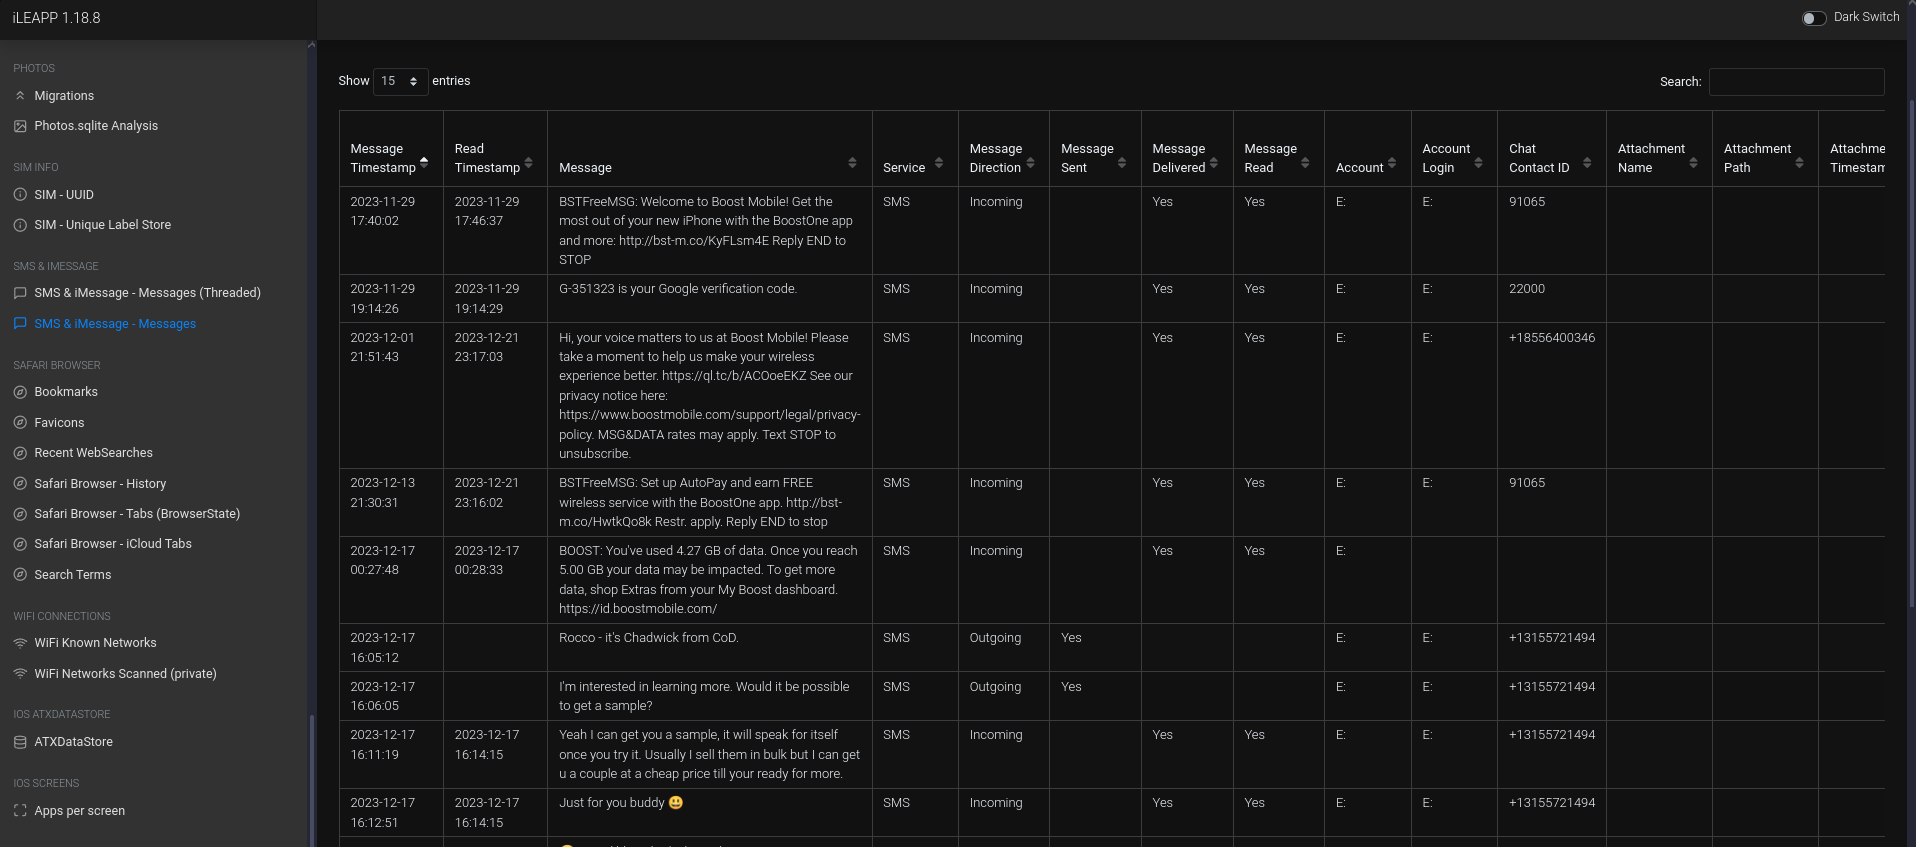 iLEAPP 1.18.8
Dark Switch
PHOTOS
Migrations
Photos.sqlite Analysis
SIM INFO
SIM - UUID
SIM - Unique Label Store
SMS & IMESSAGE
SMS & iMessage - Messages (Threaded)
SMS & iMessage - Messages
SAFARI BROWSER
Bookmarks
Favicons
Recent WebSearches
Safari Browser - History
Safari Browser - Tabs (BrowserState)
Safari Browser - iCloud Tabs
Search Terms
WIFI CONNECTIONS
WiFi Known Networks
WiFi Networks Scanned (private)
IOS ATXDATASTORE
ATXDataStore
IOS SCREENS
Apps per screen
Show 15 entries
Search:
Message
Timestamp
Read
Timestamp
Message
Service
Message
Direction
Message
Sent
Message
Delivered
Message
Read
Account
Account
Login
Chat
Contact ID
Attachment
Name
Attachment
Path
Attachme
Timestam
2023-11-29
17:40:02
2023-11-29
17:46:37
BSTFreeMSG: Welcome to Boost Mobile! Get the
most out of your new iPhone with the BoostOne app
and more: http://bst-m.co/KyFLsm4E Reply END to
STOP
SMS
Incoming
Yes
Yes
E:
E:
91065
2023-11-29
19:14:26
2023-11-29
19:14:29
G-351323 is your Google verification code.
SMS
Incoming
Yes
Yes
E:
E:
22000
2023-12-01
21:51:43
2023-12-21
23:17:03
Hi, your voice matters to us at Boost Mobile! Please
take a moment to help us make your wireless
experience better. https://ql.tc/b/ACOoeEKZ See our
privacy notice here:
https://www.boostmobile.com/support/legal/privacy-
policy. MSG&DATA rates may apply. Text STOP to
unsubscribe.
SMS
Incoming
Yes
Yes
E:
E:
+18556400346
2023-12-13
21:30:31
2023-12-21
23:16:02
BSTFreeMSG: Set up AutoPay and earn FREE
wireless service with the BoostOne app. http://bst-
m.co/HwtkQo8k Restr. apply. Reply END to stop
SMS
Incoming
Yes
Yes
E:
E:
91065
2023-12-17
00:27:48
2023-12-17
00:28:33
BOOST: You've used 4.27 GB of data. Once you reach
5.00 GB your data may be impacted. To get more
data, shop Extras from your My Boost dashboard.
https://id.boostmobile.com/
SMS
Incoming
Yes
Yes
E:
2023-12-17
16:05:12
Rocco - it's Chadwick from CoD.
SMS
Outgoing
Yes
E:
E:
+13155721494
2023-12-17
16:06:05
I'm interested in learning more. Would it be possible
to get a sample?
SMS
Outgoing
Yes
E:
E:
+13155721494
2023-12-17
16:11:19
2023-12-17
16:14:15
Yeah I can get you a sample, it will speak for itself
once you try it. Usually I sell them in bulk but I can get
u a couple at a cheap price till your ready for more.
SMS
Incoming
Yes
Yes
E:
E:
+13155721494
2023-12-17
16:12:51
2023-12-17
16:14:15
Just for you buddy 😃
SMS
Incoming
Yes
Yes
E:
E:
+13155721494